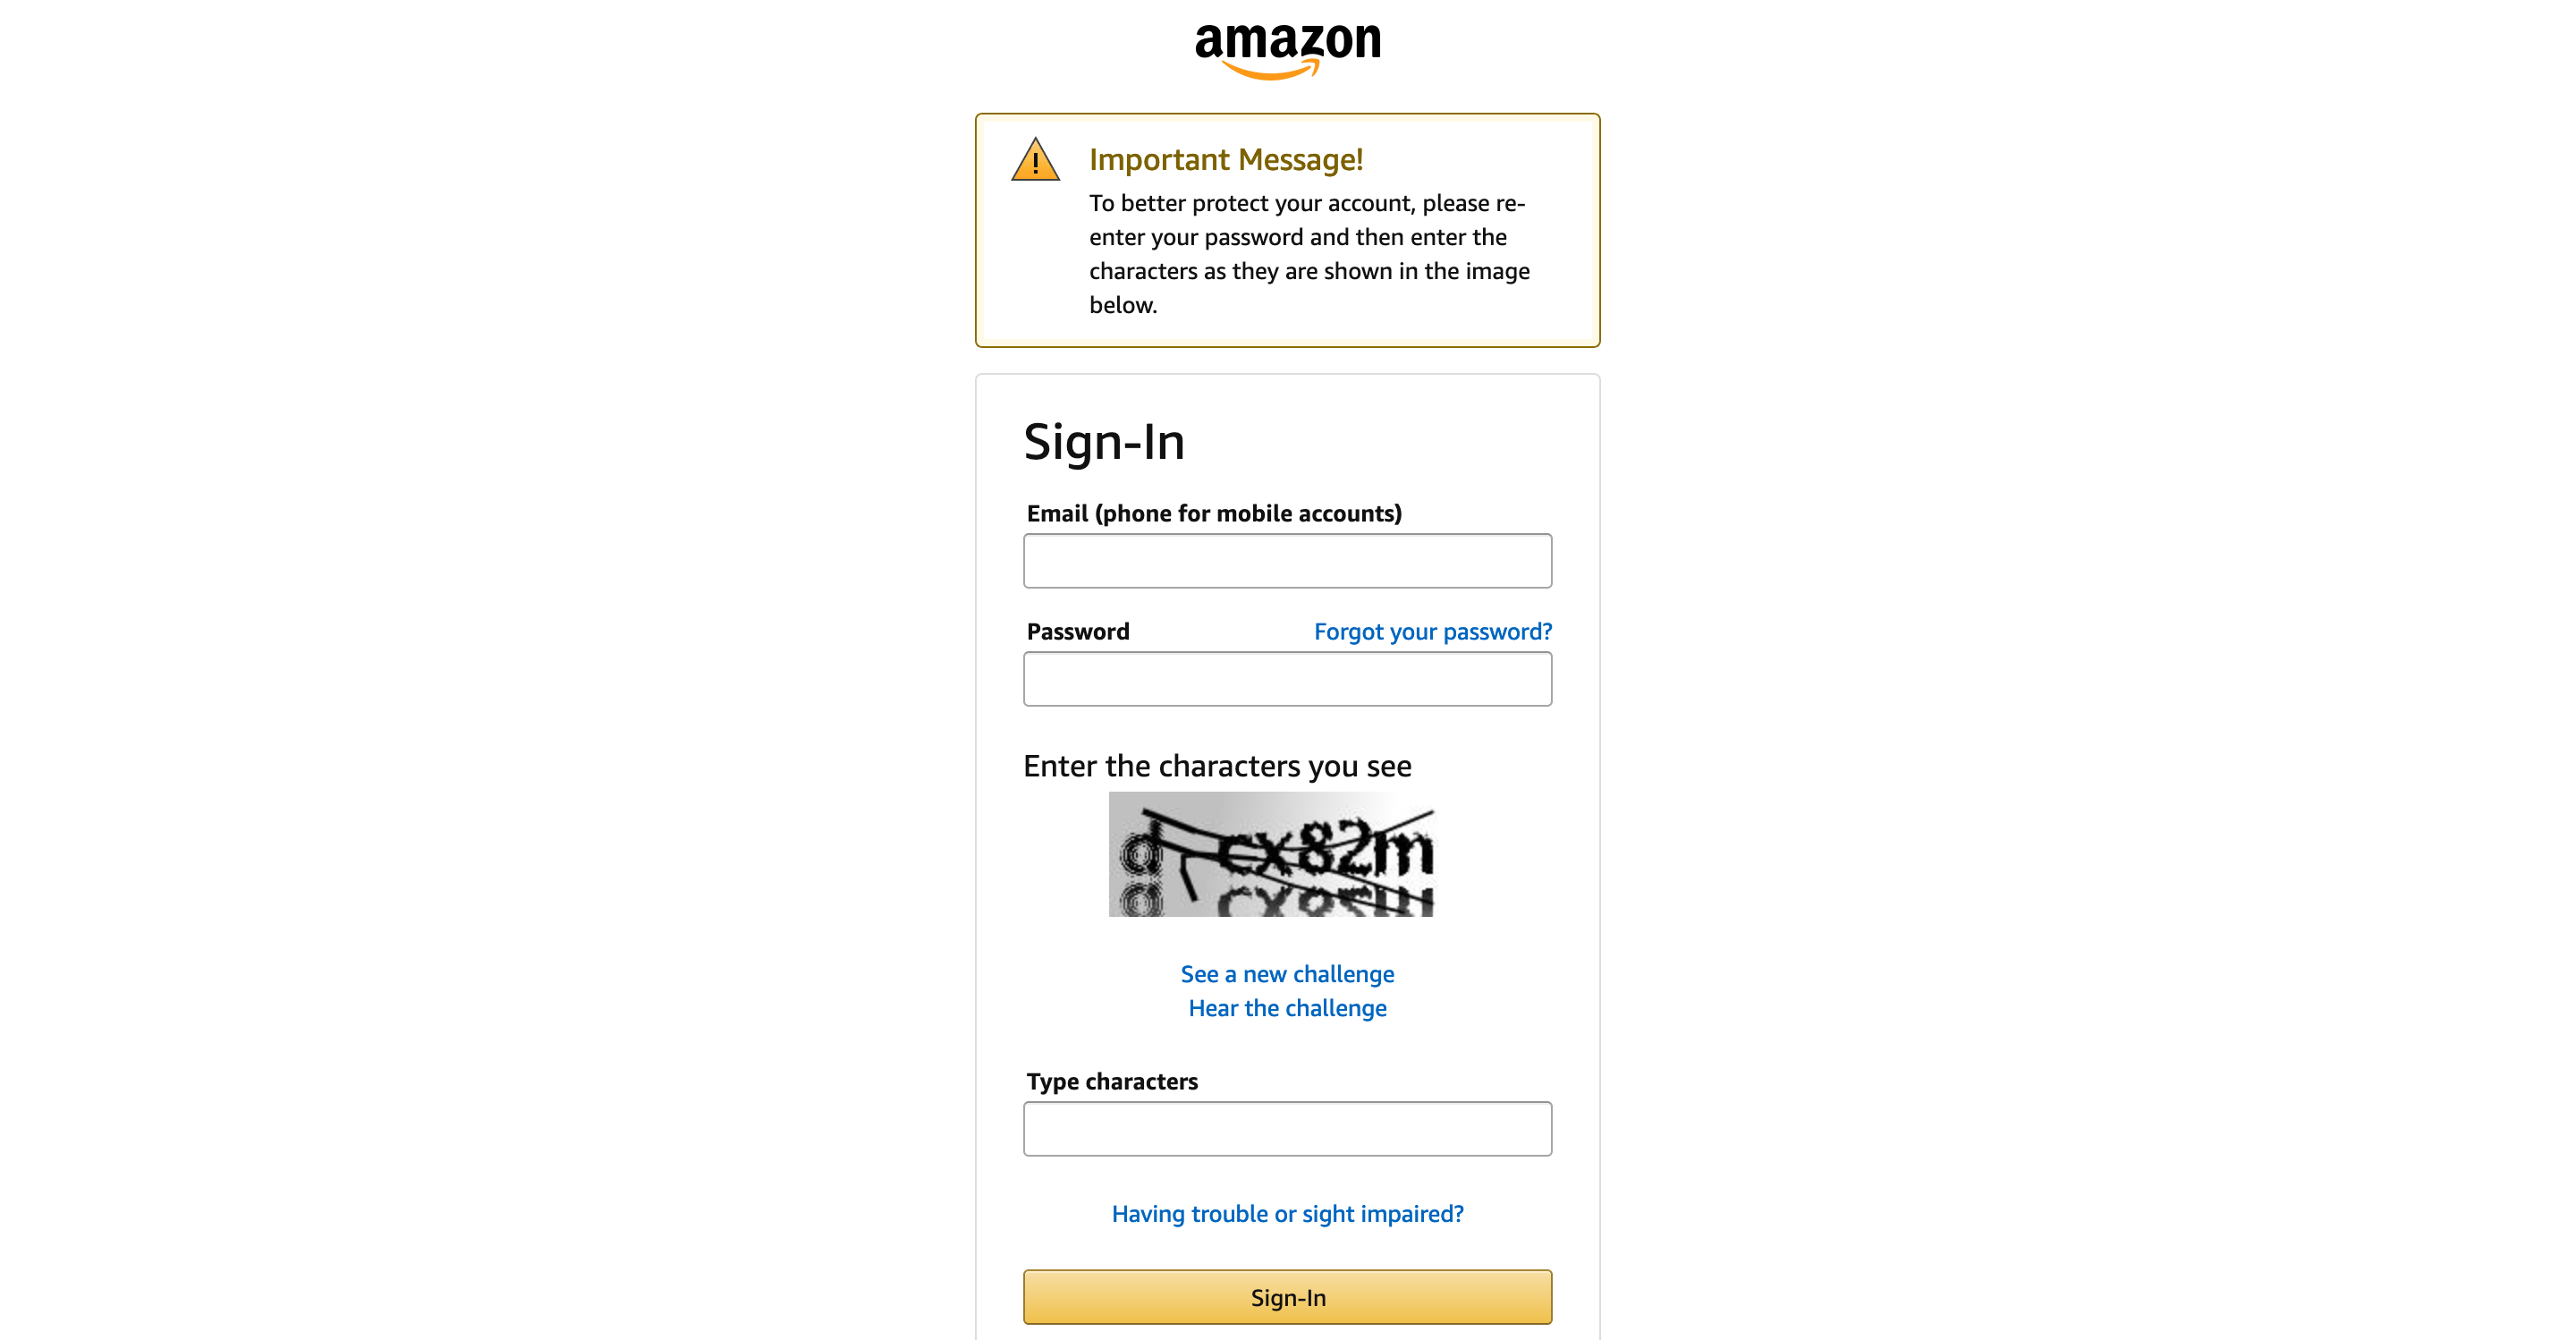 amazon
Important Message!
To better protect your account, please re-
enter your password and then enter the
characters as they are shown in the image
below.
Sign-In
Email (phone for mobile accounts)
Password Forgot your password?
Enter the characters you see
See a new challenge
Hear the challenge
Type characters
Having trouble or sight impaired?
Sign-In